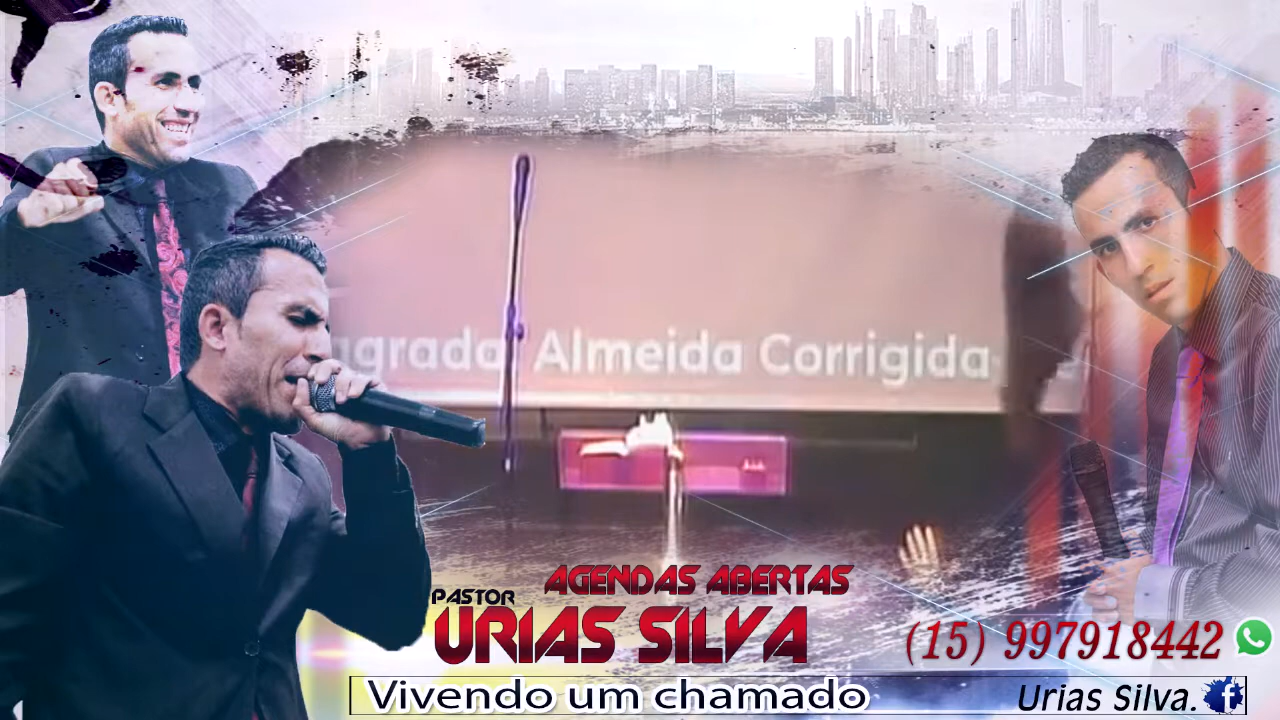 agrada Almeida Corrigida
AGENDAS ABERTAS
PASTOR
URIAS SILVA
(15) 997918442
Vivendo um chamado
Urias Silva.